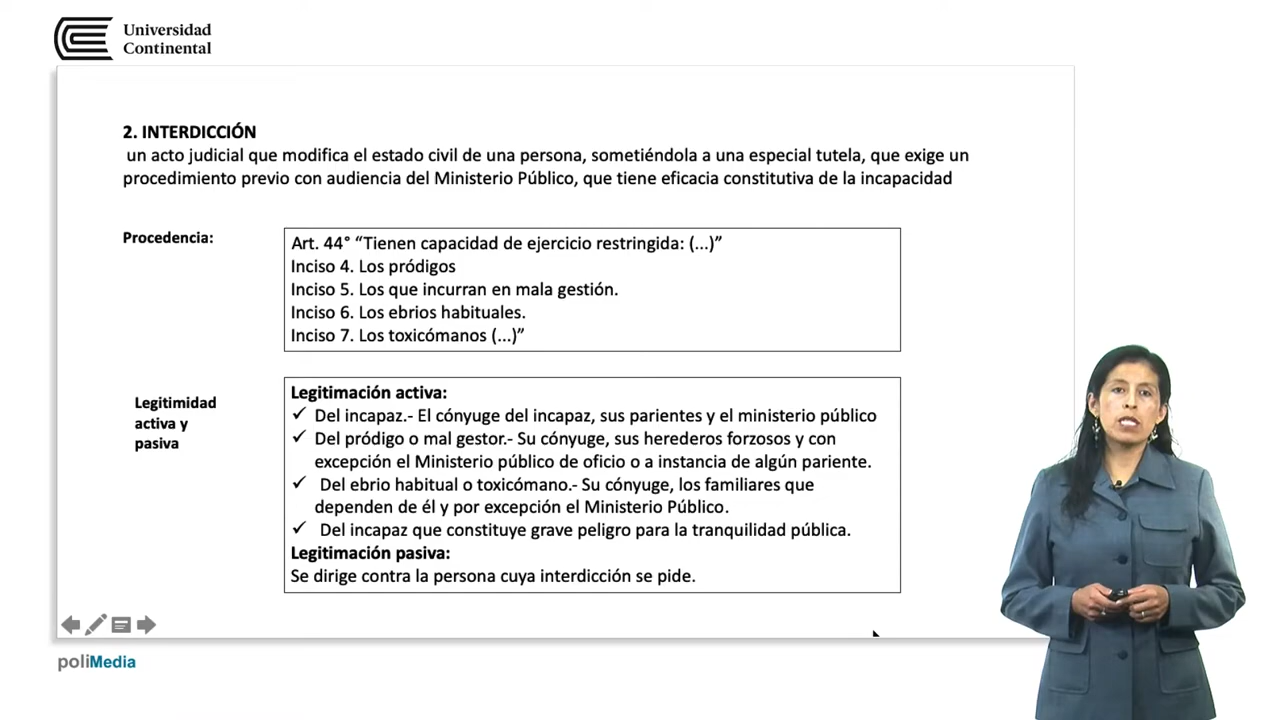 Universidad
Continental
2. INTERDICCIÓN
un acto judicial que modifica el estado civil de una persona, sometiéndola a una especial tutela, que exige un
procedimiento previo con audiencia del Ministerio Público, que tiene eficacia constitutiva de la incapacidad
Procedencia:
Art. 44° “Tienen capacidad de ejercicio restringida: (...)”
Inciso 4. Los pródigos
Inciso 5. Los que incurran en mala gestión.
Inciso 6. Los ebrios habituales.
Inciso 7. Los toxicómanos (...)”
Legitimidad
activa y
pasiva
Legitimación activa:
✓ Del incapaz.- El cónyuge del incapaz, sus parientes y el ministerio público
✓ Del pródigo o mal gestor.- Su cónyuge, sus herederos forzosos y con
excepción el Ministerio público de oficio o a instancia de algún pariente.
✓ Del ebrio habitual o toxicómano.- Su cónyuge, los familiares que
dependen de él y por excepción el Ministerio Público.
✓ Del incapaz que constituye grave peligro para la tranquilidad pública.
Legitimación pasiva:
Se dirige contra la persona cuya interdicción se pide.
poliMedia